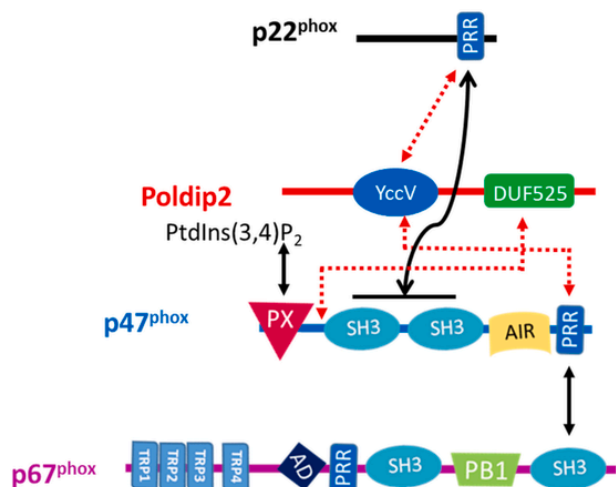 p22phox
PRR
YccV
DUF525
Poldip2
PtdIns(3,4)P2
p47phox
PX
SH3
SH3
AIR
PRR
p67phox
TRP1
TRP2
TRP3
TRP4
AD
PRR
SH3
PB1
SH3